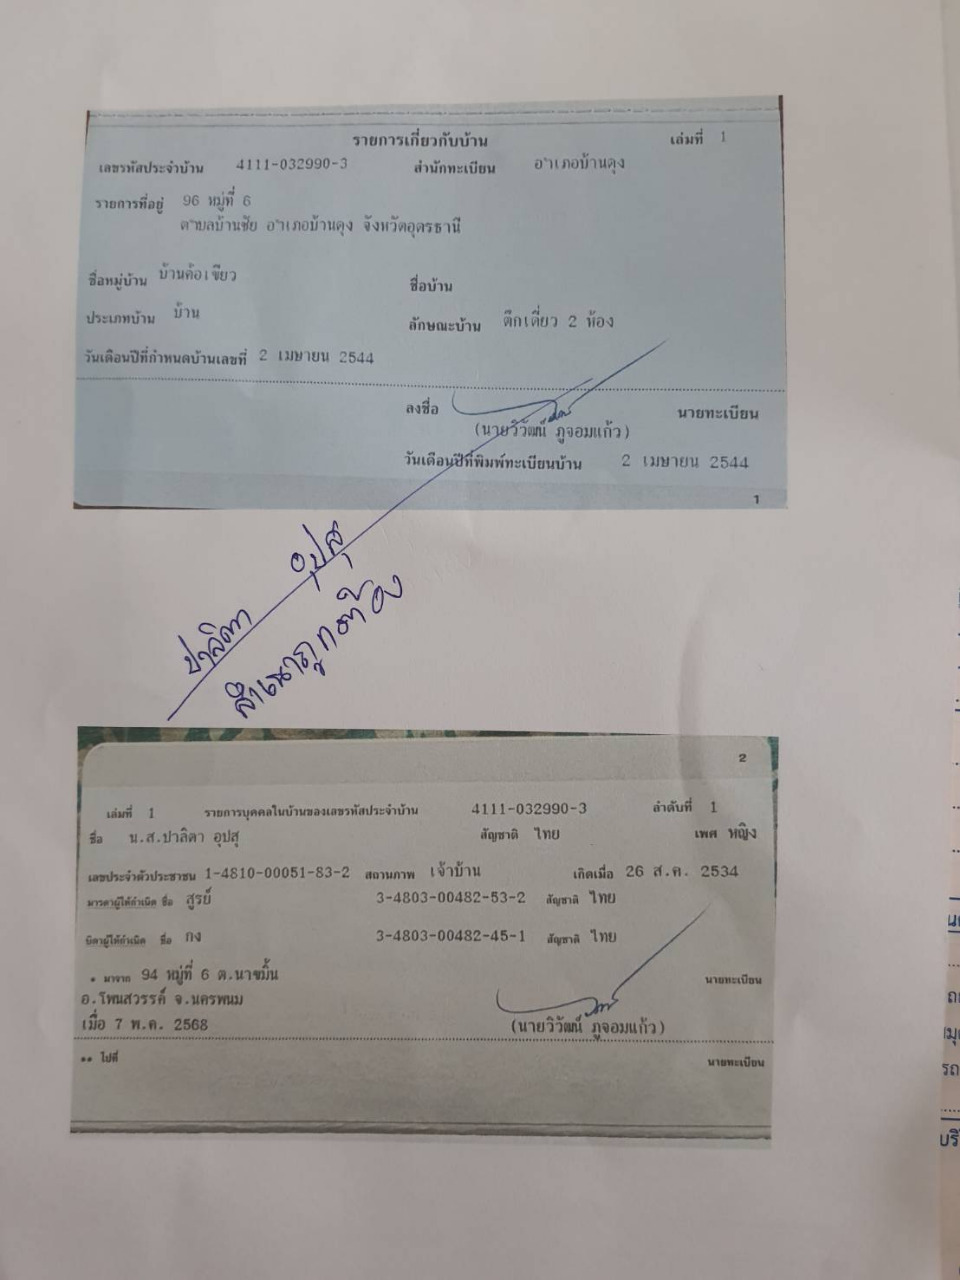 รายการเกี่ยวกับบ้าน เล่มที่ 1
เลขรหัสประจำบ้าน 4111-032990-3 สำนักทะเบียน อำเภอบ้านดุง
รายการที่อยู่ 96 หมู่ที่ 6
ตำบลบ้านชัย อำเภอบ้านดุง จังหวัดอุดรธานี
ชื่อหมู่บ้าน บ้านค้อเขียว ชื่อบ้าน
ประเภทบ้าน บ้าน ลักษณะบ้าน ตึกเดี่ยว 2 ห้อง
วันเดือนปีที่กำหนดบ้านเลขที่ 2 เมษายน 2544
ลงชื่อ นายทะเบียน
(นายวิวัฒน์ ภูจอมแก้ว)
วันเดือนปีที่พิมพ์ทะเบียนบ้าน 2 เมษายน 2544
1
ปาลิตา อุปสุ
สำเนาถูกต้อง
2
เล่มที่ 1 รายการบุคคลในบ้านของเลขรหัสประจำบ้าน 4111-032990-3 ลำดับที่ 1
ชื่อ น.ส.ปาลิตา อุปสุ สัญชาติ ไทย เพศ หญิง
เลขประจำตัวประชาชน 1-4810-00051-83-2 สถานภาพ เจ้าบ้าน เกิดเมื่อ 26 ส.ค. 2534
มารดาผู้ให้กำเนิด ชื่อ สูรย์ 3-4803-00482-53-2 สัญชาติ ไทย
บิดาผู้ให้กำเนิด ชื่อ กง 3-4803-00482-45-1 สัญชาติ ไทย
* มาจาก 94 หมู่ที่ 6 ต.นาขมิ้น นายทะเบียน
อ.โพนสวรรค์ จ.นครพนม
เมื่อ 7 พ.ค. 2568 (นายวิวัฒน์ ภูจอมแก้ว)
** ไปที่ นายทะเบียน